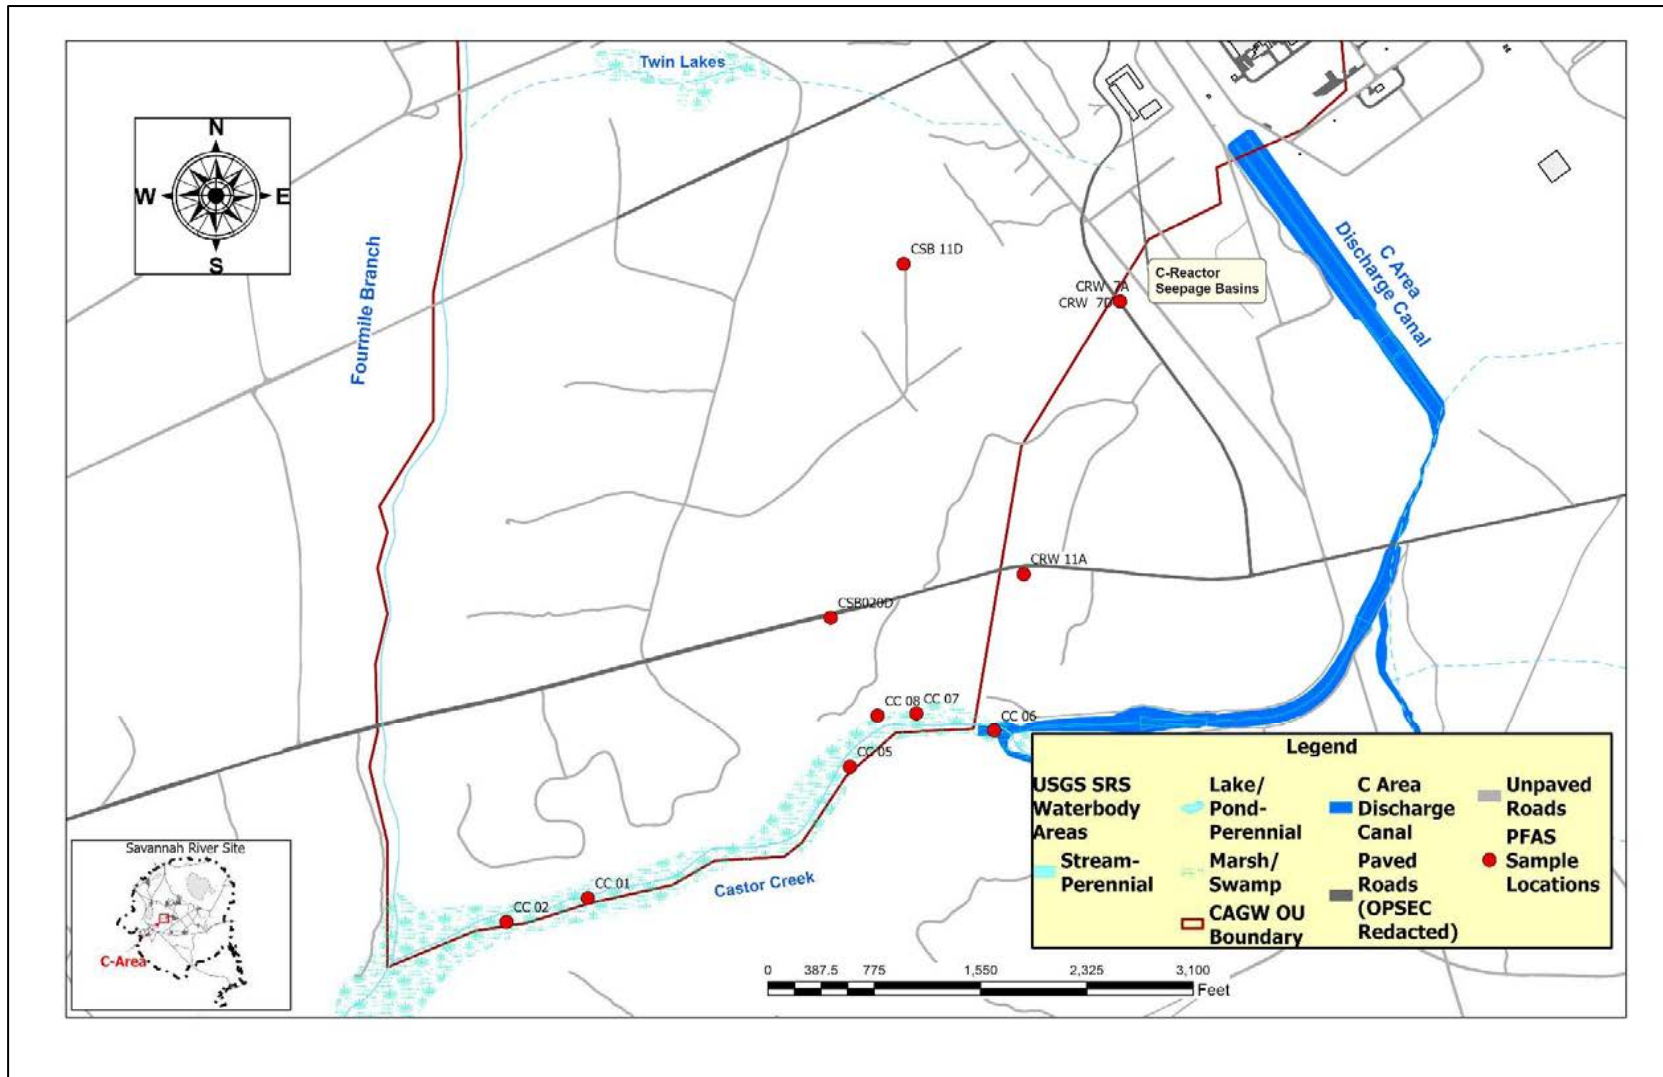 Twin Lakes
N
W
E
S
Fourmile Branch
CSB 11D
C Area
Discharge Canal
C-Reactor
Seepage Basins
CRW 7A
CRW 7D
CRW 11A
CSB020D
CC 08
CC 07
CC 06
CC 05
CC 01
CC 02
Castor Creek
Legend
USGS SRS
Waterbody
Areas
Stream-
Perennial
Lake/
Pond-
Perennial
Marsh/
Swamp
CAGW OU
Boundary
C Area
Discharge
Canal
Paved
Roads
(OPSEC
Redacted)
Unpaved
Roads
PFAS
Sample
Locations
Savannah River Site
C-Area
0
387.5
775
1,550
2,325
3,100
Feet